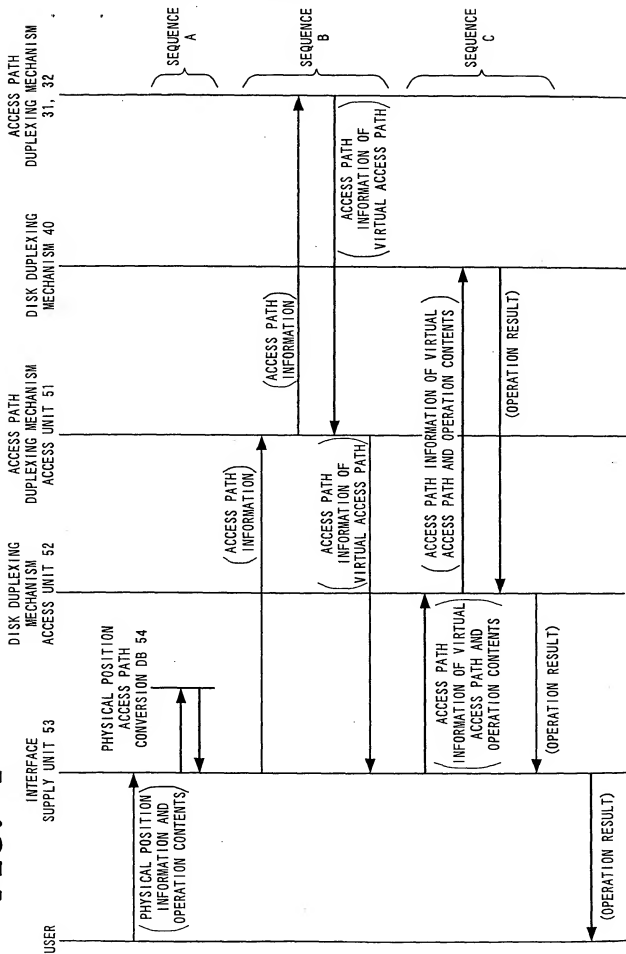 USER
INTERFACE
SUPPLY UNIT 53
DISK DUPLEXING
MECHANISM
ACCESS UNIT 52
ACCESS PATH
DUPLEXING MECHANISM
ACCESS UNIT 51
DISK DUPLEXING
MECHANISM 40
ACCESS PATH
DUPLEXING MECHANISM
31, 32
PHYSICAL POSITION
ACCESS PATH
CONVERSION DB 54
(PHYSICAL POSITION
INFORMATION AND
OPERATION CONTENTS)
SEQUENCE
A
(ACCESS PATH
INFORMATION)
(ACCESS PATH
INFORMATION)
(ACCESS PATH
INFORMATION OF
VIRTUAL ACCESS PATH)
(ACCESS PATH
INFORMATION OF
VIRTUAL ACCESS PATH)
SEQUENCE
B
(ACCESS PATH
INFORMATION OF VIRTUAL
ACCESS PATH AND
OPERATION CONTENTS)
(ACCESS PATH INFORMATION OF VIRTUAL
ACCESS PATH AND OPERATION CONTENTS)
(OPERATION RESULT)
(OPERATION RESULT)
SEQUENCE
C
(OPERATION RESULT)